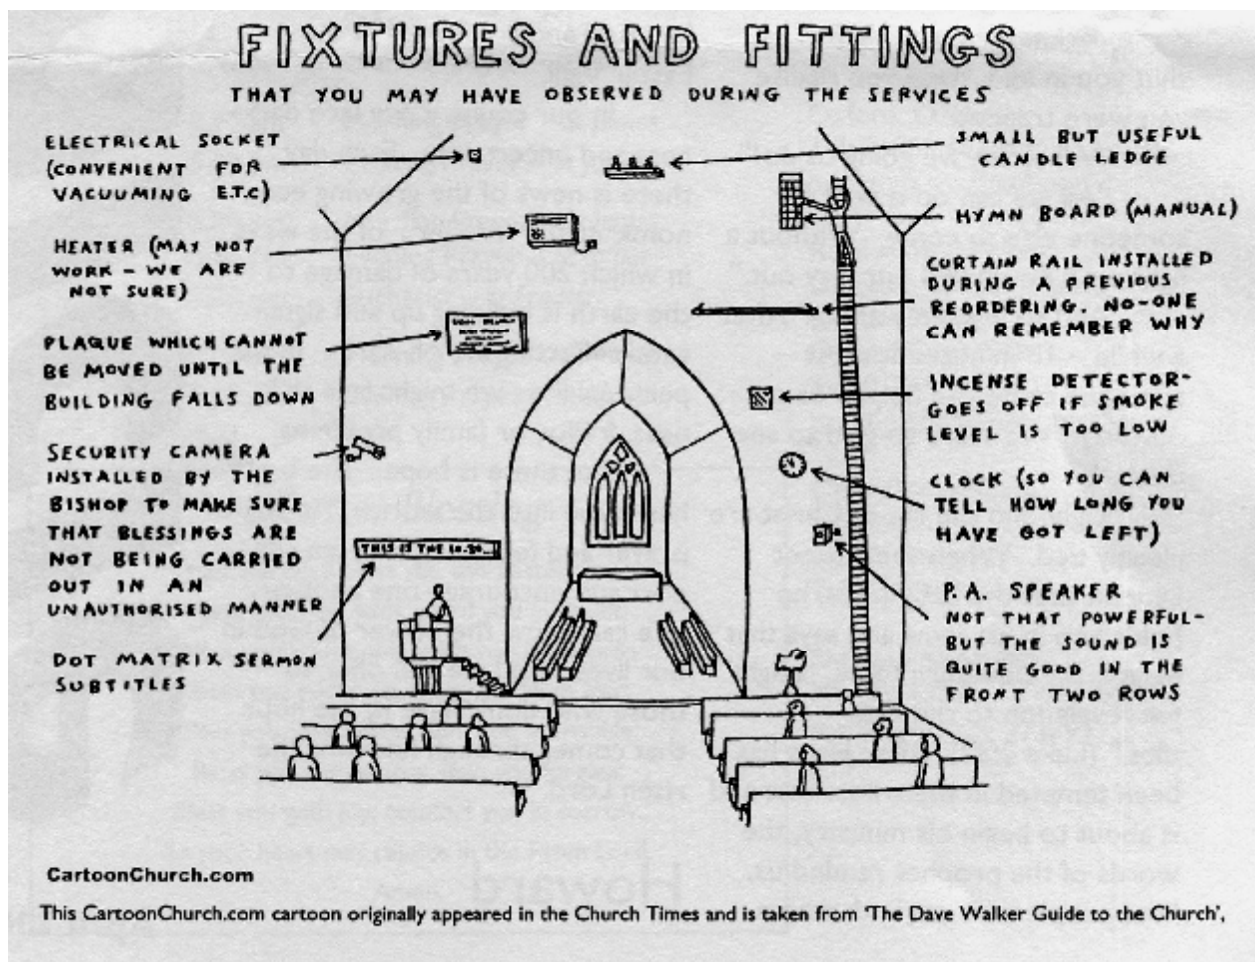 FIXTURES AND FITTINGS
THAT YOU MAY HAVE OBSERVED DURING THE SERVICES
ELECTRICAL SOCKET
(CONVENIENT FOR
VACUUMING E.T.C)
HEATER (MAY NOT
WORK - WE ARE
NOT SURE)
PLAQUE WHICH CANNOT
BE MOVED UNTIL THE
BUILDING FALLS DOWN
SECURITY CAMERA
INSTALLED BY THE
BISHOP TO MAKE SURE
THAT BLESSINGS ARE
NOT BEING CARRIED
OUT IN AN
UNAUTHORISED MANNER
DOT MATRIX SERMON
SUBTITLES
THIS IS THE 10.30...
SMALL BUT USEFUL
CANDLE LEDGE
HYMN BOARD (MANUAL)
CURTAIN RAIL INSTALLED
DURING A PREVIOUS
REORDERING. NO-ONE
CAN REMEMBER WHY
INCENSE DETECTOR-
GOES OFF IF SMOKE
LEVEL IS TOO LOW
CLOCK (SO YOU CAN
TELL HOW LONG YOU
HAVE GOT LEFT)
P.A. SPEAKER
NOT THAT POWERFUL-
BUT THE SOUND IS
QUITE GOOD IN THE
FRONT TWO ROWS
CartoonChurch.com
This CartoonChurch.com cartoon originally appeared in the Church Times and is taken from 'The Dave Walker Guide to the Church',